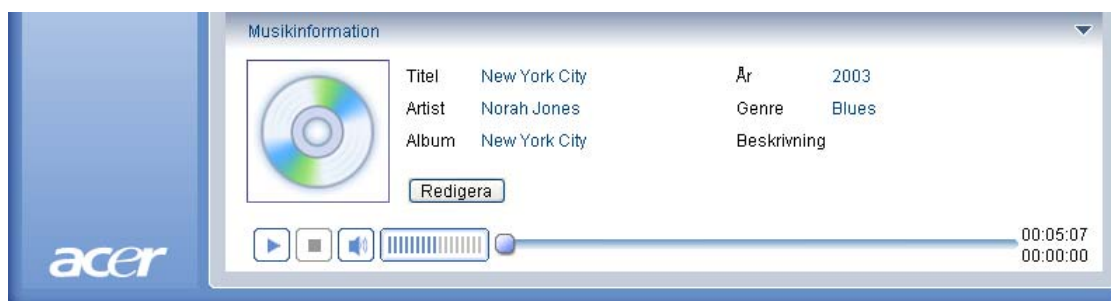 Musikinformation
Titel New York City År 2003
Artist Norah Jones Genre Blues
Album New York City Beskrivning
Redigera
00:05:07
00:00:00
acer